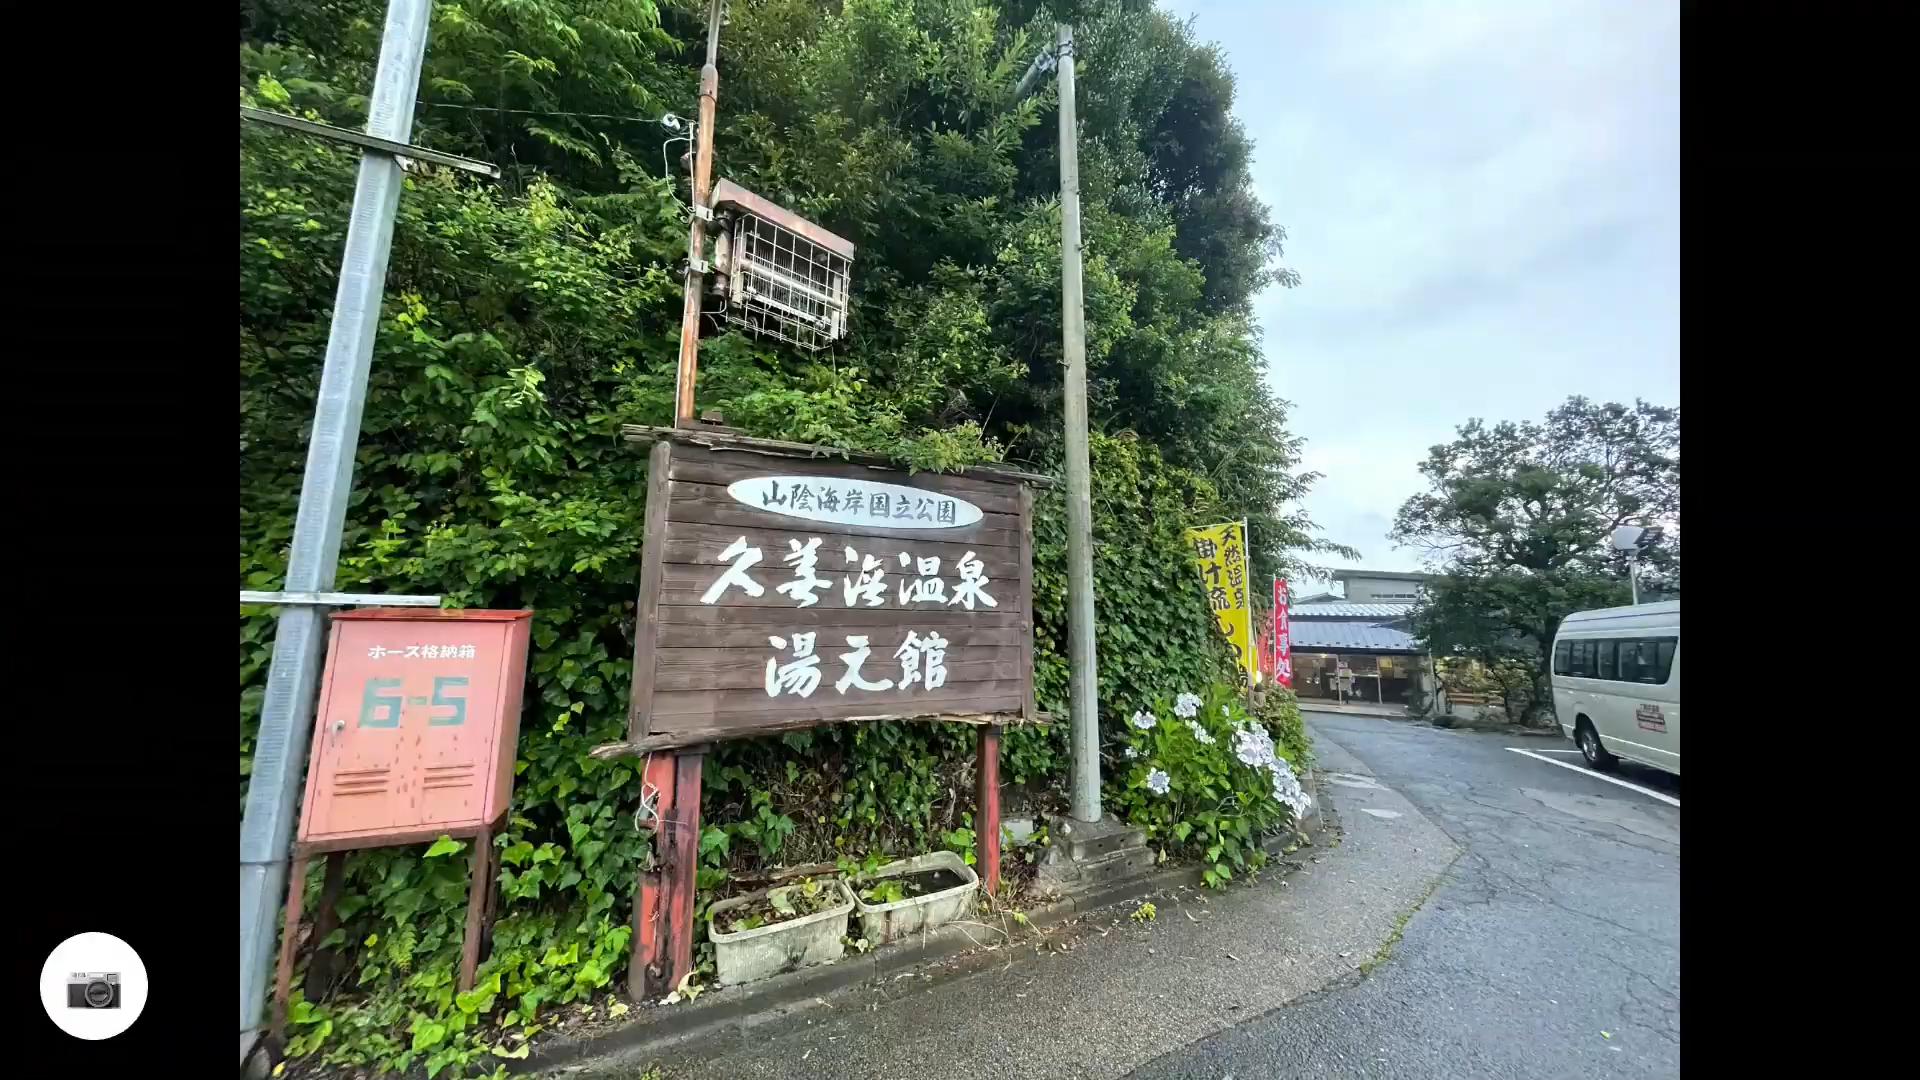 山陰海岸国立公園
久美浜温泉
湯元館
ホース格納箱
6-5
天然温泉
掛け流し
お食事処